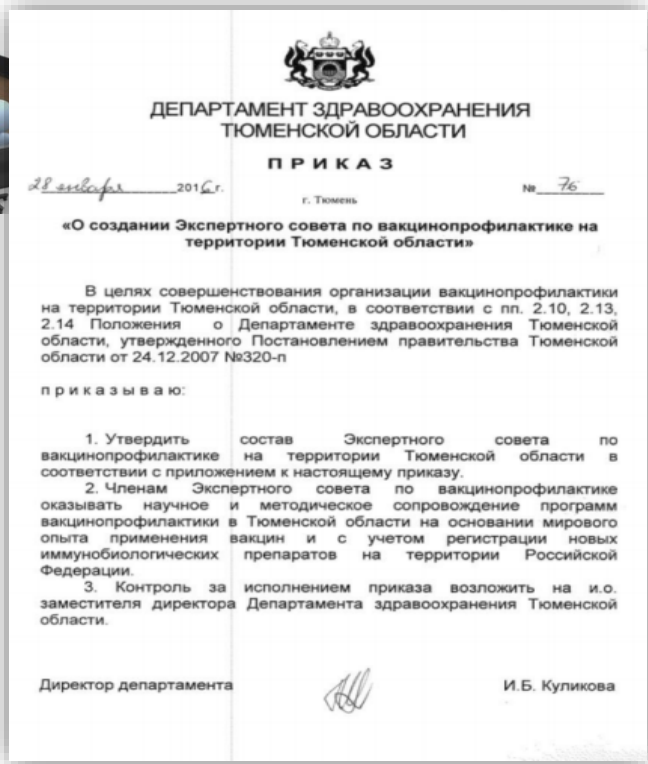 ДЕПАРТАМЕНТ ЗДРАВООХРАНЕНИЯ
ТЮМЕНСКОЙ ОБЛАСТИ
ПРИКАЗ
28 января 2016 г. № 76
г. Тюмень
«О создании Экспертного совета по вакцинопрофилактике на
территории Тюменской области»
В целях совершенствования организации вакцинопрофилактики
на территории Тюменской области, в соответствии с пп. 2.10, 2.13,
2.14 Положения о Департаменте здравоохранения Тюменской
области, утвержденного Постановлением правительства Тюменской
области от 24.12.2007 №320-п
приказываю:
1. Утвердить состав Экспертного совета по
вакцинопрофилактике на территории Тюменской области в
соответствии с приложением к настоящему приказу.
2. Членам Экспертного совета по вакцинопрофилактике
оказывать научное и методическое сопровождение программ
вакцинопрофилактики в Тюменской области на основании мирового
опыта применения вакцин и с учетом регистрации новых
иммунобиологических препаратов на территории Российской
Федерации.
3. Контроль за исполнением приказа возложить на и.о.
заместителя директора Департамента здравоохранения Тюменской
области.
Директор департамента И.Б. Куликова